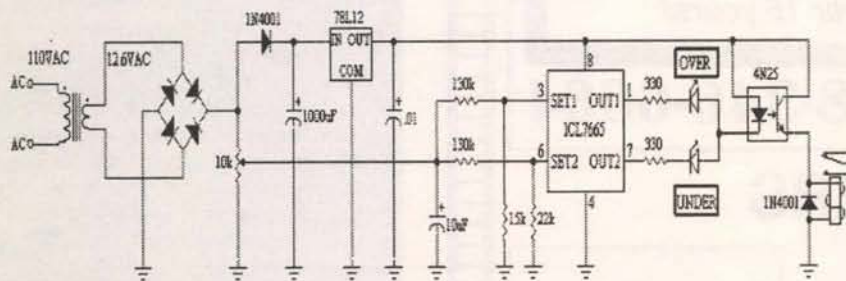 1N4001
78L12
IN OUT
COM
110VAC
12.6VAC
ACo
ACo
10k
1000uF
.01
130k
130k
10uF
15k
22k
8
3
SET1
OUT1
1
ICL7665
6
SET2
OUT2
7
4
330
330
OVER
UNDER
4N25
1N4001